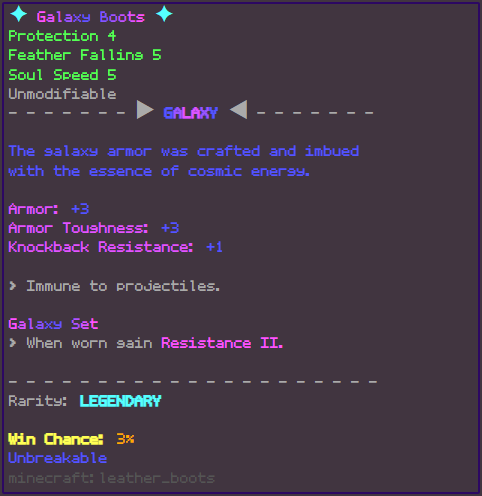 ✦ Galaxy Boots ✦
Protection 4
Feather Falling 5
Soul Speed 5
Unmodifiable
- - - - - - - ▶ GALAXY ◀ - - - - - - -
The galaxy armor was crafted and imbued
with the essence of cosmic energy.
Armor: +3
Armor Toughness: +3
Knockback Resistance: +1
> Immune to projectiles.
Galaxy Set
> When worn gain Resistance II.
- - - - - - - - - - - - - - - - - - - - -
Rarity: LEGENDARY
Win Chance: 3%
Unbreakable
minecraft:leather_boots